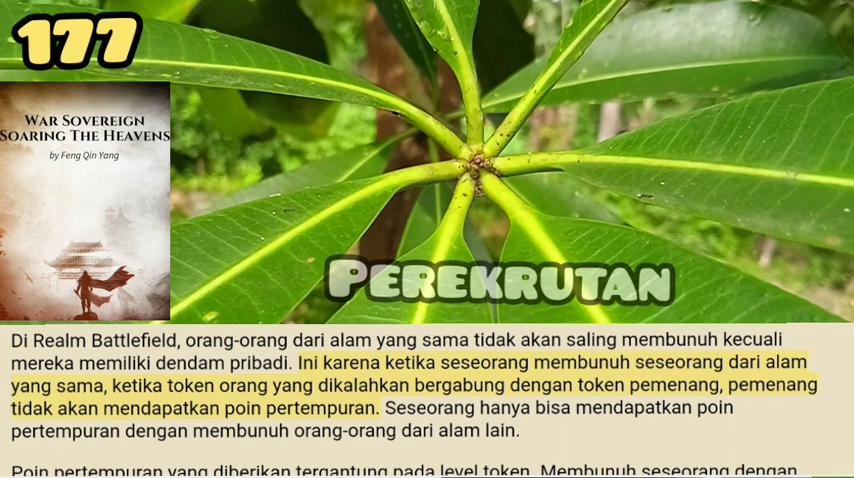 177
WAR SOVEREIGN
SOARING THE HEAVENS
by Feng Qin Yang
PEREKRUTAN
Di Realm Battlefield, orang-orang dari alam yang sama tidak akan saling membunuh kecuali
mereka memiliki dendam pribadi. Ini karena ketika seseorang membunuh seseorang dari alam
yang sama, ketika token orang yang dikalahkan bergabung dengan token pemenang, pemenang
tidak akan mendapatkan poin pertempuran. Seseorang hanya bisa mendapatkan poin
pertempuran dengan membunuh orang-orang dari alam lain.
Poin pertempuran yang diberikan tergantung pada level token. Membunuh seseorang dengan